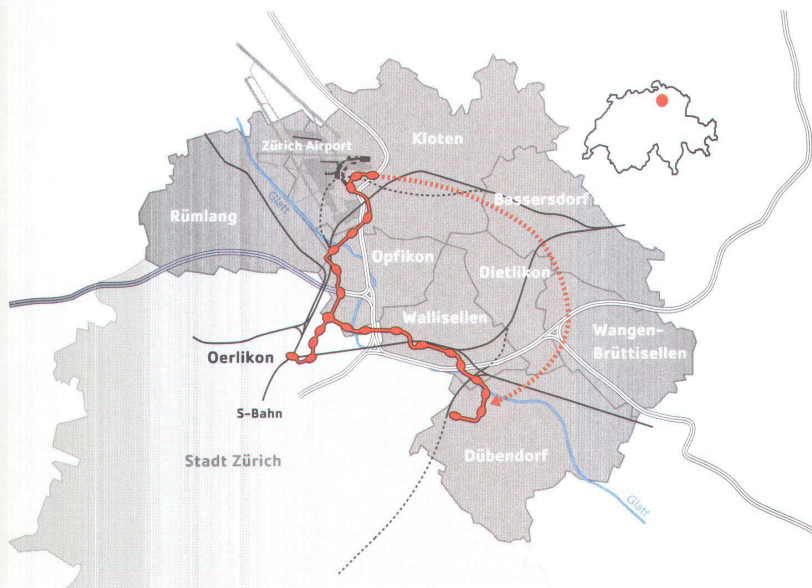 Zürich Airport
Kloten
Glatt
Bassersdorf
Rümlang
Opfikon
Dietlikon
Wallisellen
Wangen-
Brüttisellen
Oerlikon
S-Bahn
Stadt Zürich
Dübendorf
Glatt